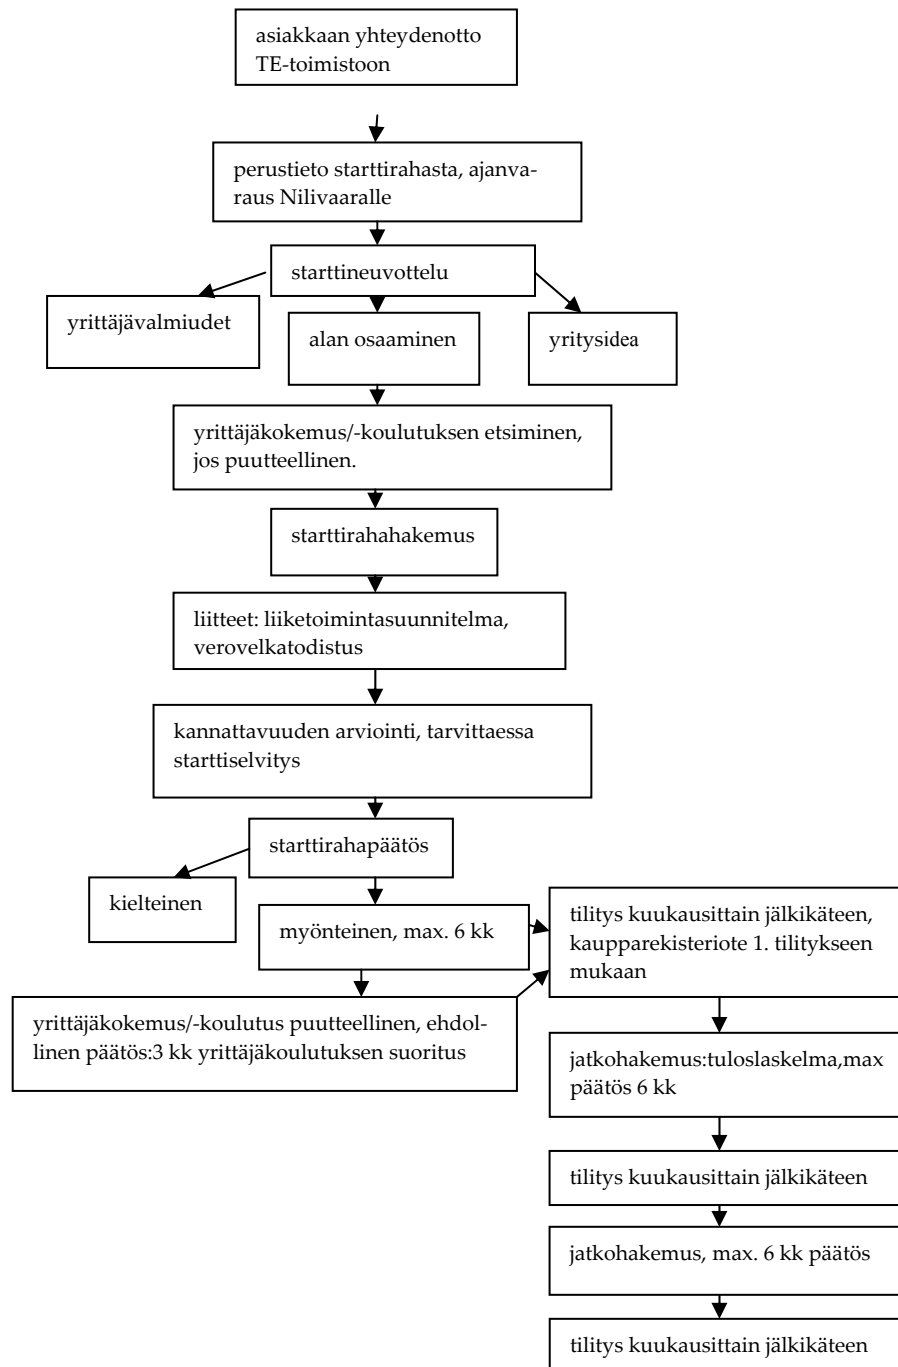 asiakkaan yhteydenotto
TE-toimistoon
perustieto starttirahasta, ajanva-
raus Nilivaaralle
starttineuvottelu
yrittäjävalmiudet
alan osaaminen
yritysidea
yrittäjäkokemus/-koulutuksen etsiminen,
jos puutteellinen.
starttirahahakemus
liitteet: liiketoimintasuunnitelma,
verovelkatodistus
kannattavuuden arviointi, tarvittaessa
starttiselvitys
starttirahapäätös
kielteinen
myönteinen, max. 6 kk
tilitys kuukausittain jälkikäteen,
kaupparekisteriote 1. tilitykseen
mukaan
yrittäjäkokemus/-koulutus puutteellinen, ehdol-
linen päätös:3 kk yrittäjäkoulutuksen suoritus
jatkohakemus:tuloslaskelma,max
päätös 6 kk
tilitys kuukausittain jälkikäteen
jatkohakemus, max. 6 kk päätös
tilitys kuukausittain jälkikäteen